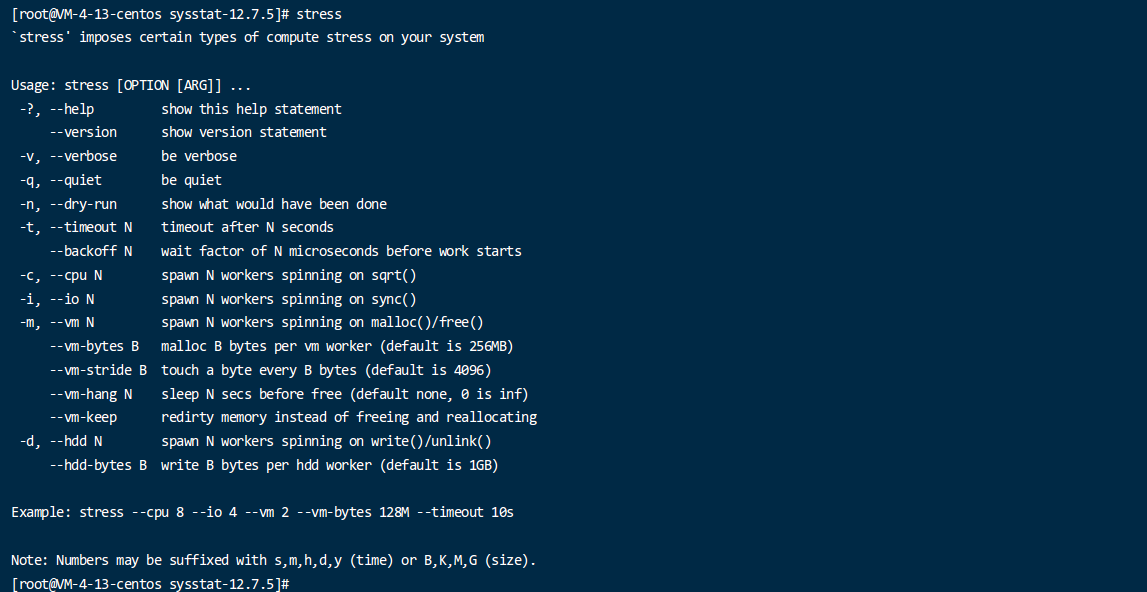 [root@VM-4-13-centos sysstat-12.7.5]# stress
`stress' imposes certain types of compute stress on your system
Usage: stress [OPTION [ARG]] ...
-?, --help         show this help statement
--version      show version statement
-v, --verbose      be verbose
-q, --quiet        be quiet
-n, --dry-run      show what would have been done
-t, --timeout N    timeout after N seconds
--backoff N    wait factor of N microseconds before work starts
-c, --cpu N        spawn N workers spinning on sqrt()
-i, --io N         spawn N workers spinning on sync()
-m, --vm N         spawn N workers spinning on malloc()/free()
--vm-bytes B   malloc B bytes per vm worker (default is 256MB)
--vm-stride B  touch a byte every B bytes (default is 4096)
--vm-hang N    sleep N secs before free (default none, 0 is inf)
--vm-keep      redirty memory instead of freeing and reallocating
-d, --hdd N        spawn N workers spinning on write()/unlink()
--hdd-bytes B  write B bytes per hdd worker (default is 1GB)
Example: stress --cpu 8 --io 4 --vm 2 --vm-bytes 128M --timeout 10s
Note: Numbers may be suffixed with s,m,h,d,y (time) or B,K,M,G (size).
[root@VM-4-13-centos sysstat-12.7.5]#